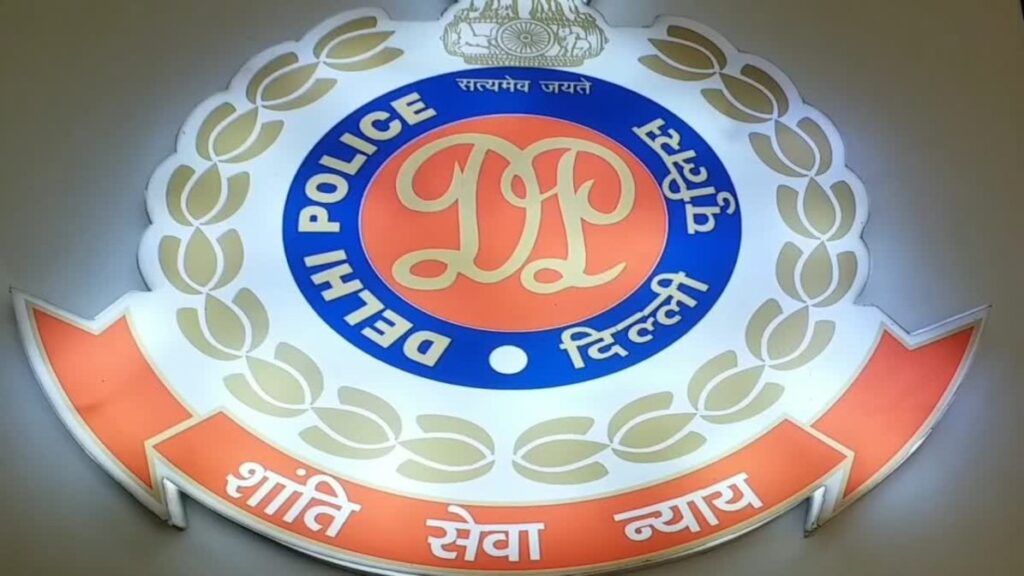 सत्यमेव जयते
DELHI POLICE
दिल्ली पुलिस
DP
शांति सेवा न्याय